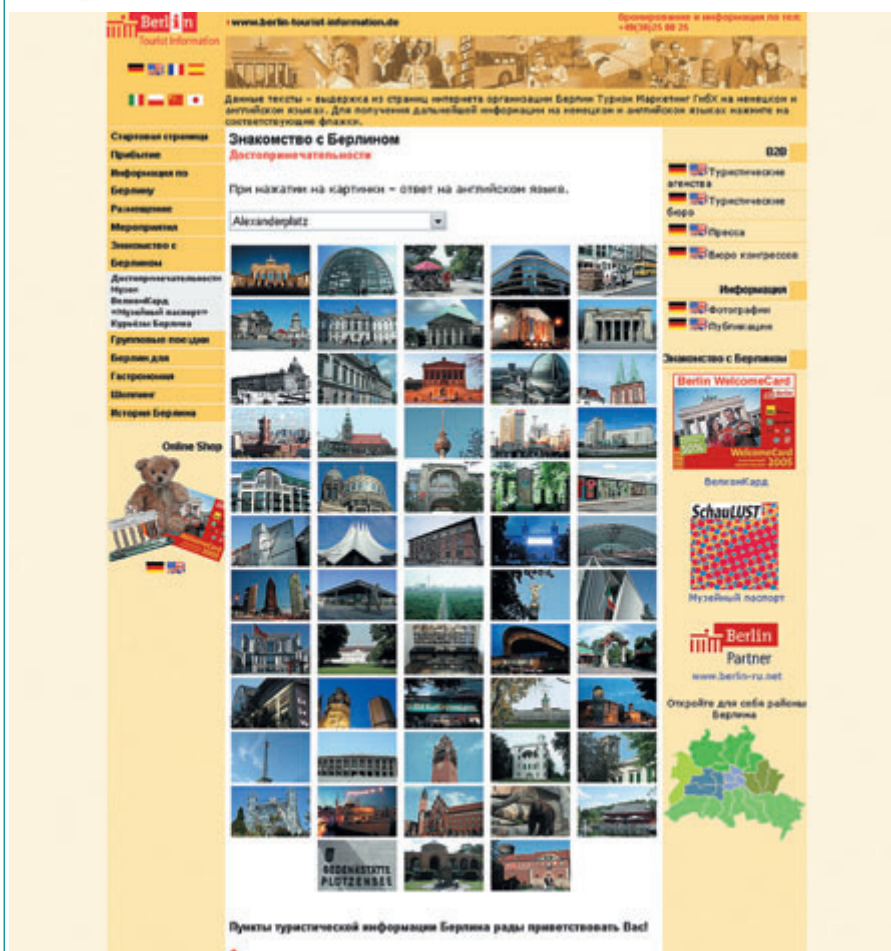 Berlin
Tourist Information
www.berlin-tourist-information.de
бронирование и информация по тел:
+49(30)25 00 25
Данные тексты – выдержка из страниц интернета организации Берлин Туризм Маркетинг ГмбХ на немецком и
английском языках. Для получения дальнейшей информации на немецком и английском языках нажмите на
соответствующие флажки.
Стартовая страница
Прибытие
Информация по
Берлину
Размещение
Мероприятия
Знакомство с
Берлином
Достопримечательности
Музеи
ВелкомКард
«Музейный паспорт»
Курьёзы Берлина
Групповые поездки
Берлин для
Гастрономия
Шоппинг
История Берлина
Online Shop
Знакомство с Берлином
Достопримечательности
При нажатии на картинки – ответ на английском языке.
Alexanderplatz
GEDENKSTÄTTE
PLÖTZENSEE
Пункты туристической информации Берлина рады приветствовать Вас!
B2B
Туристические
агенства
Туристические
бюро
Пресса
Бюро конгрессов
Информация
Фотографии
Публикации
Знакомство с Берлином
Berlin WelcomeCard
WelcomeCard
2005
ВелкомКард
SchauLUST
Музейный паспорт
Berlin
Partner
www.berlin-ru.net
Откройте для себя районы
Берлина